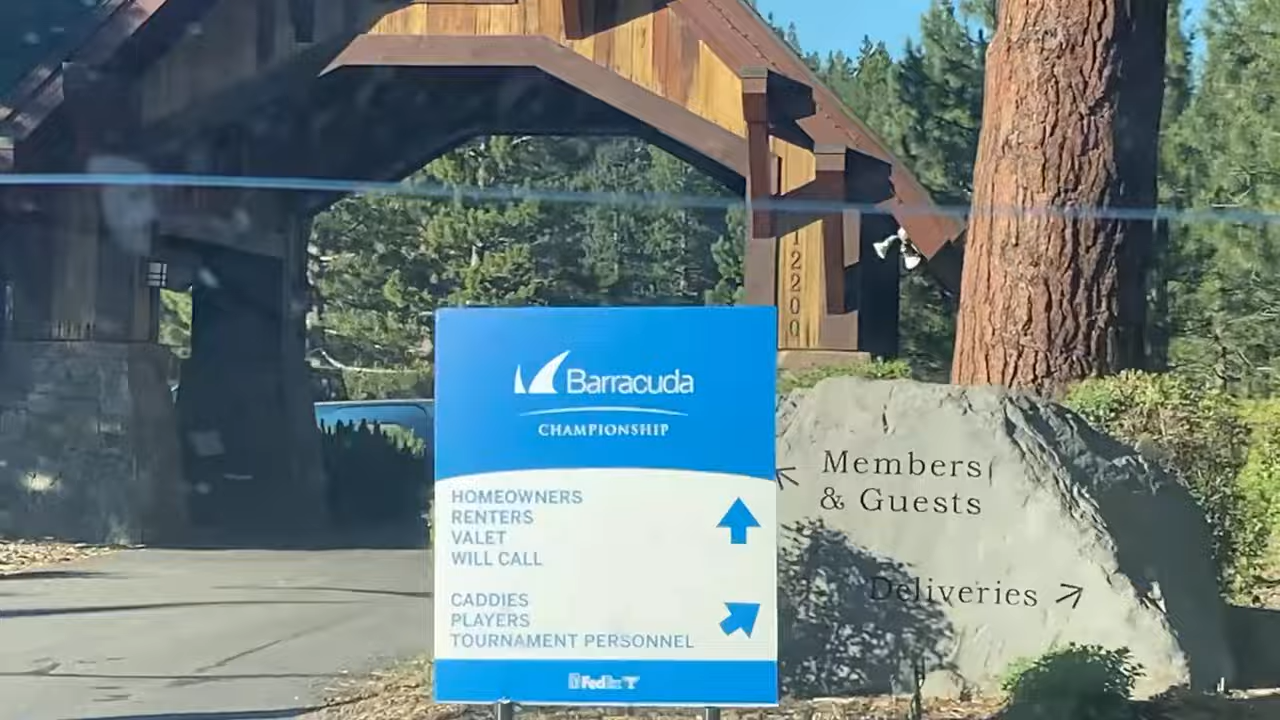 12200
Barracuda
CHAMPIONSHIP
HOMEOWNERS
RENTERS
VALET
WILL CALL
CADDIES
PLAYERS
TOURNAMENT PERSONNEL
FedEx
Members
& Guests
Deliveries